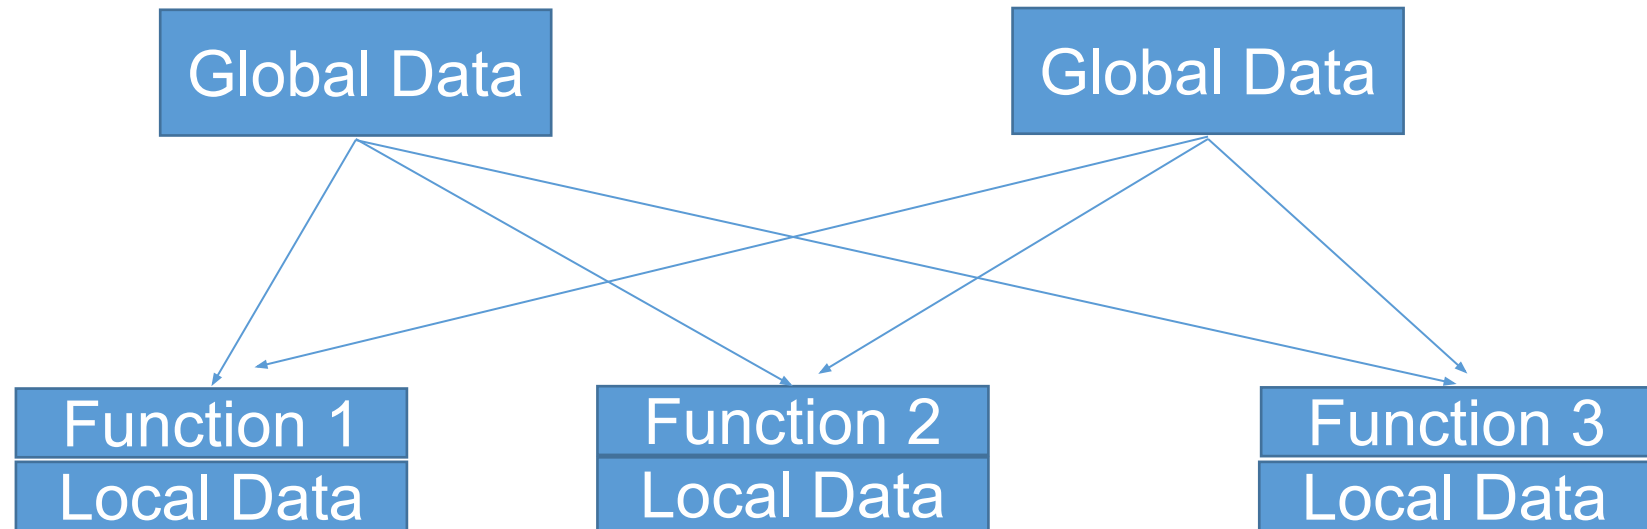 Global Data
Global Data
Function 1
Function 2
Function 3
Local Data
Local Data
Local Data